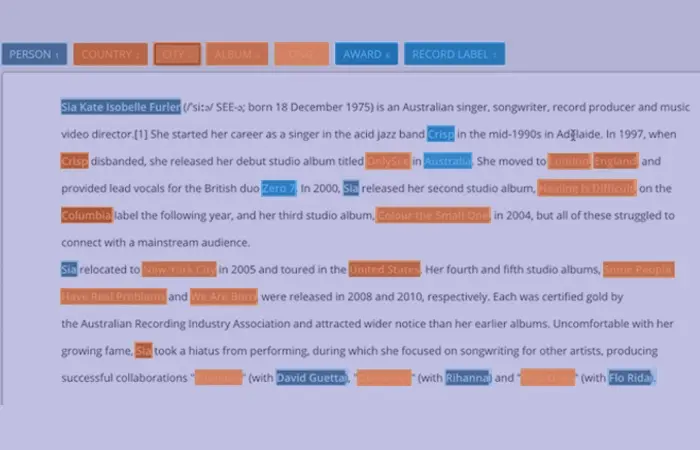 PERSON 1 COUNTRY 2 CITY 3 ALBUM 4 AWARD 6 RECORD LABEL 7
Sia Kate Isobelle Furler (/ˈsiːə/ SEE-ə; born 18 December 1975) is an Australian singer, songwriter, record producer and music
video director.[1] She started her career as a singer in the acid jazz band Crisp in the mid-1990s in Adelaide. In 1997, when
Crisp disbanded, she released her debut studio album titled OnlySee in Australia. She moved to London, England and
provided lead vocals for the British duo Zero 7. In 2000, Sia released her second studio album, Healing Is Difficult, on the
Columbia label the following year, and her third studio album, Colour the Small One in 2004, but all of these struggled to
connect with a mainstream audience.
Sia relocated to New York City in 2005 and toured in the United States. Her fourth and fifth studio albums, Some People
Have Real Problems and We Are Born were released in 2008 and 2010, respectively. Each was certified gold by
the Australian Recording Industry Association and attracted wider notice than her earlier albums. Uncomfortable with her
growing fame, Sia took a hiatus from performing, during which she focused on songwriting for other artists, producing
successful collaborations "" (with David Guetta), "" (with Rihanna) and "" (with Flo Rida).